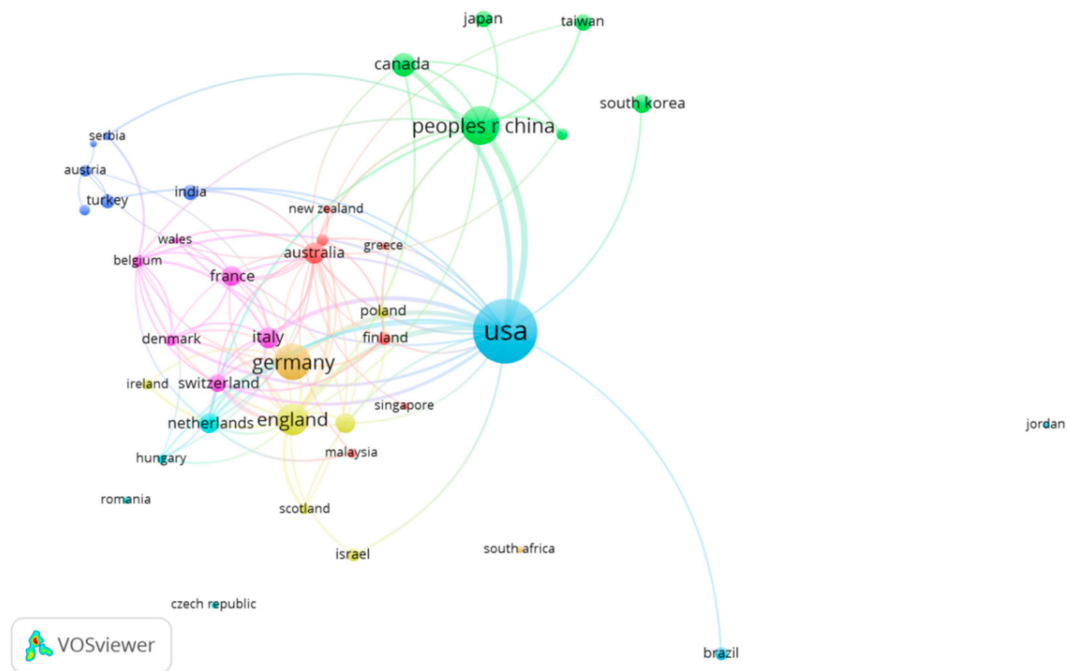 japan
taiwan
canada
south korea
peoples r china
serbia
austria
india
turkey
new zealand
wales
greece
australia
belgium
france
poland
denmark
italy
finland
usa
germany
ireland
switzerland
singapore
netherlands
england
jordan
malaysia
hungary
romania
scotland
israel
south africa
czech republic
VOSviewer
brazil